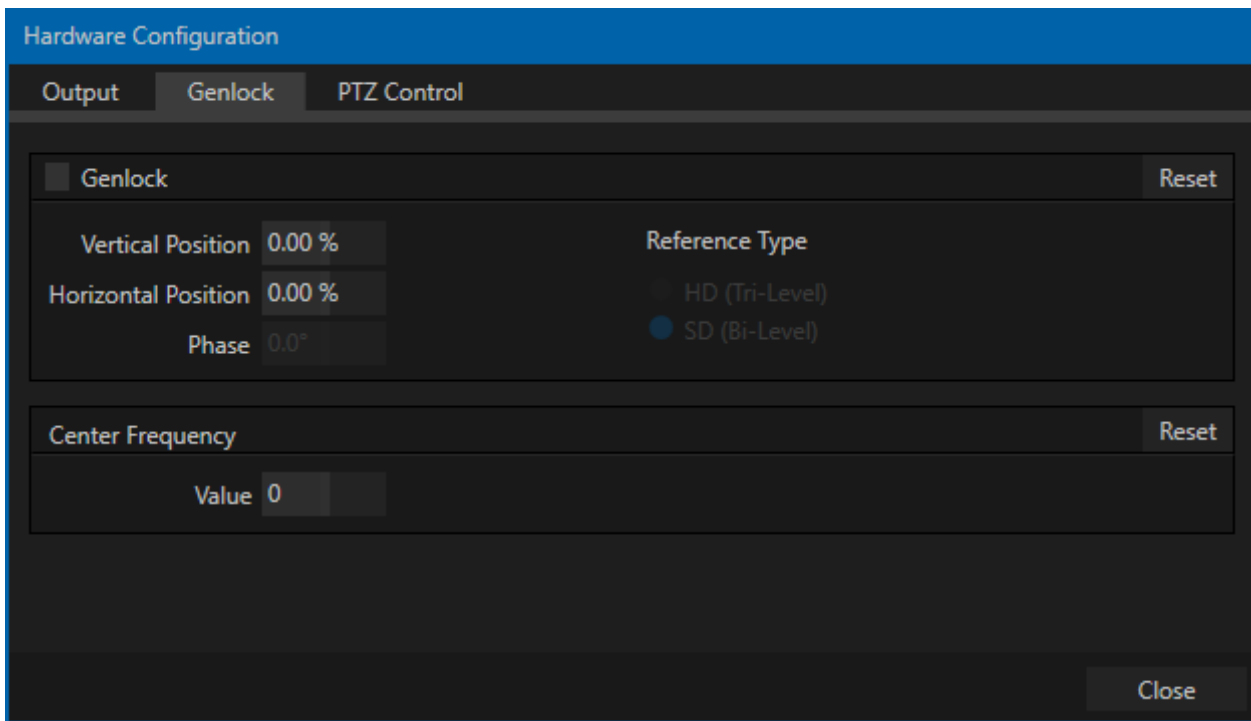 Hardware Configuration
Output Genlock PTZ Control
Genlock Reset
Vertical Position 0.00 % Reference Type
Horizontal Position 0.00 % HD (Tri-Level)
Phase 0.0° SD (Bi-Level)
Center Frequency Reset
Value 0
Close